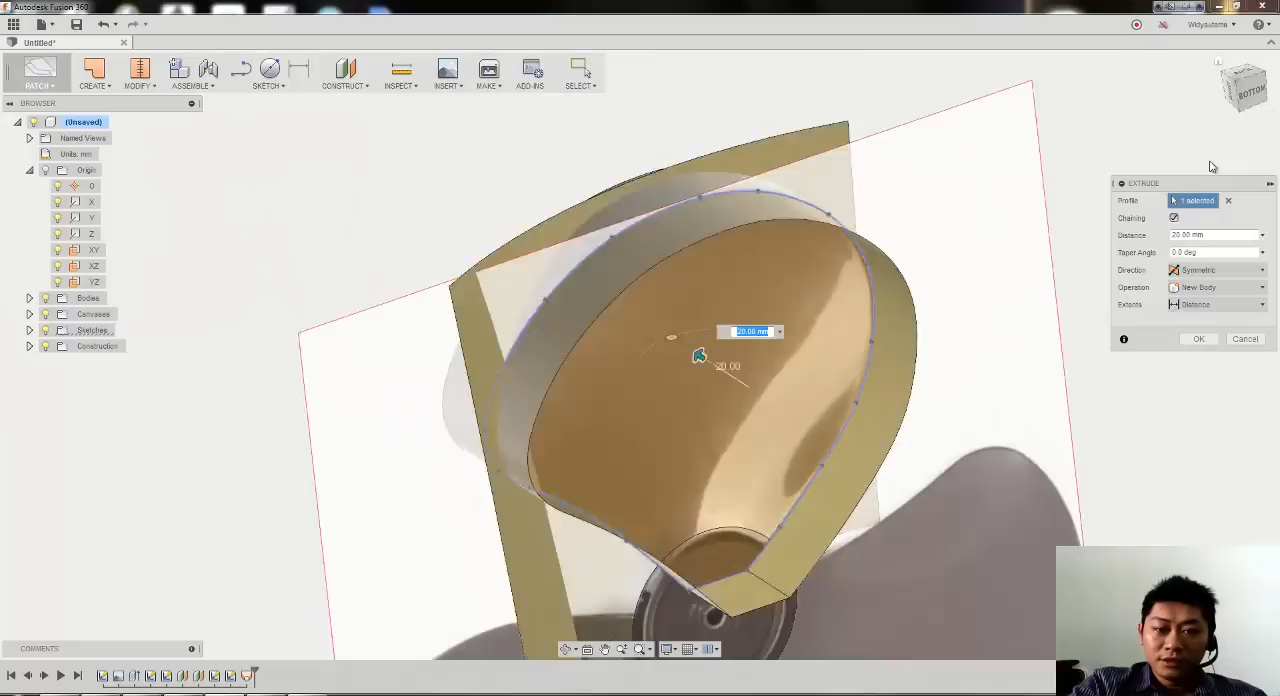 Autodesk Fusion 360
Widyautama
Untitled*
PATCH
CREATE
MODIFY
ASSEMBLE
SKETCH
CONSTRUCT
INSPECT
INSERT
MAKE
ADD-INS
SELECT
BOTTOM
BROWSER
(Unsaved)
Named Views
Units: mm
Origin
O
X
Y
Z
XY
XZ
YZ
Bodies
Canvases
Sketches
Construction
20.00 mm
20.00
EXTRUDE
Profile 1 selected
Chaining
Distance 20.00 mm
Taper Angle 0.0 deg
Direction Symmetric
Operation New Body
Extents Distance
OK Cancel
COMMENTS